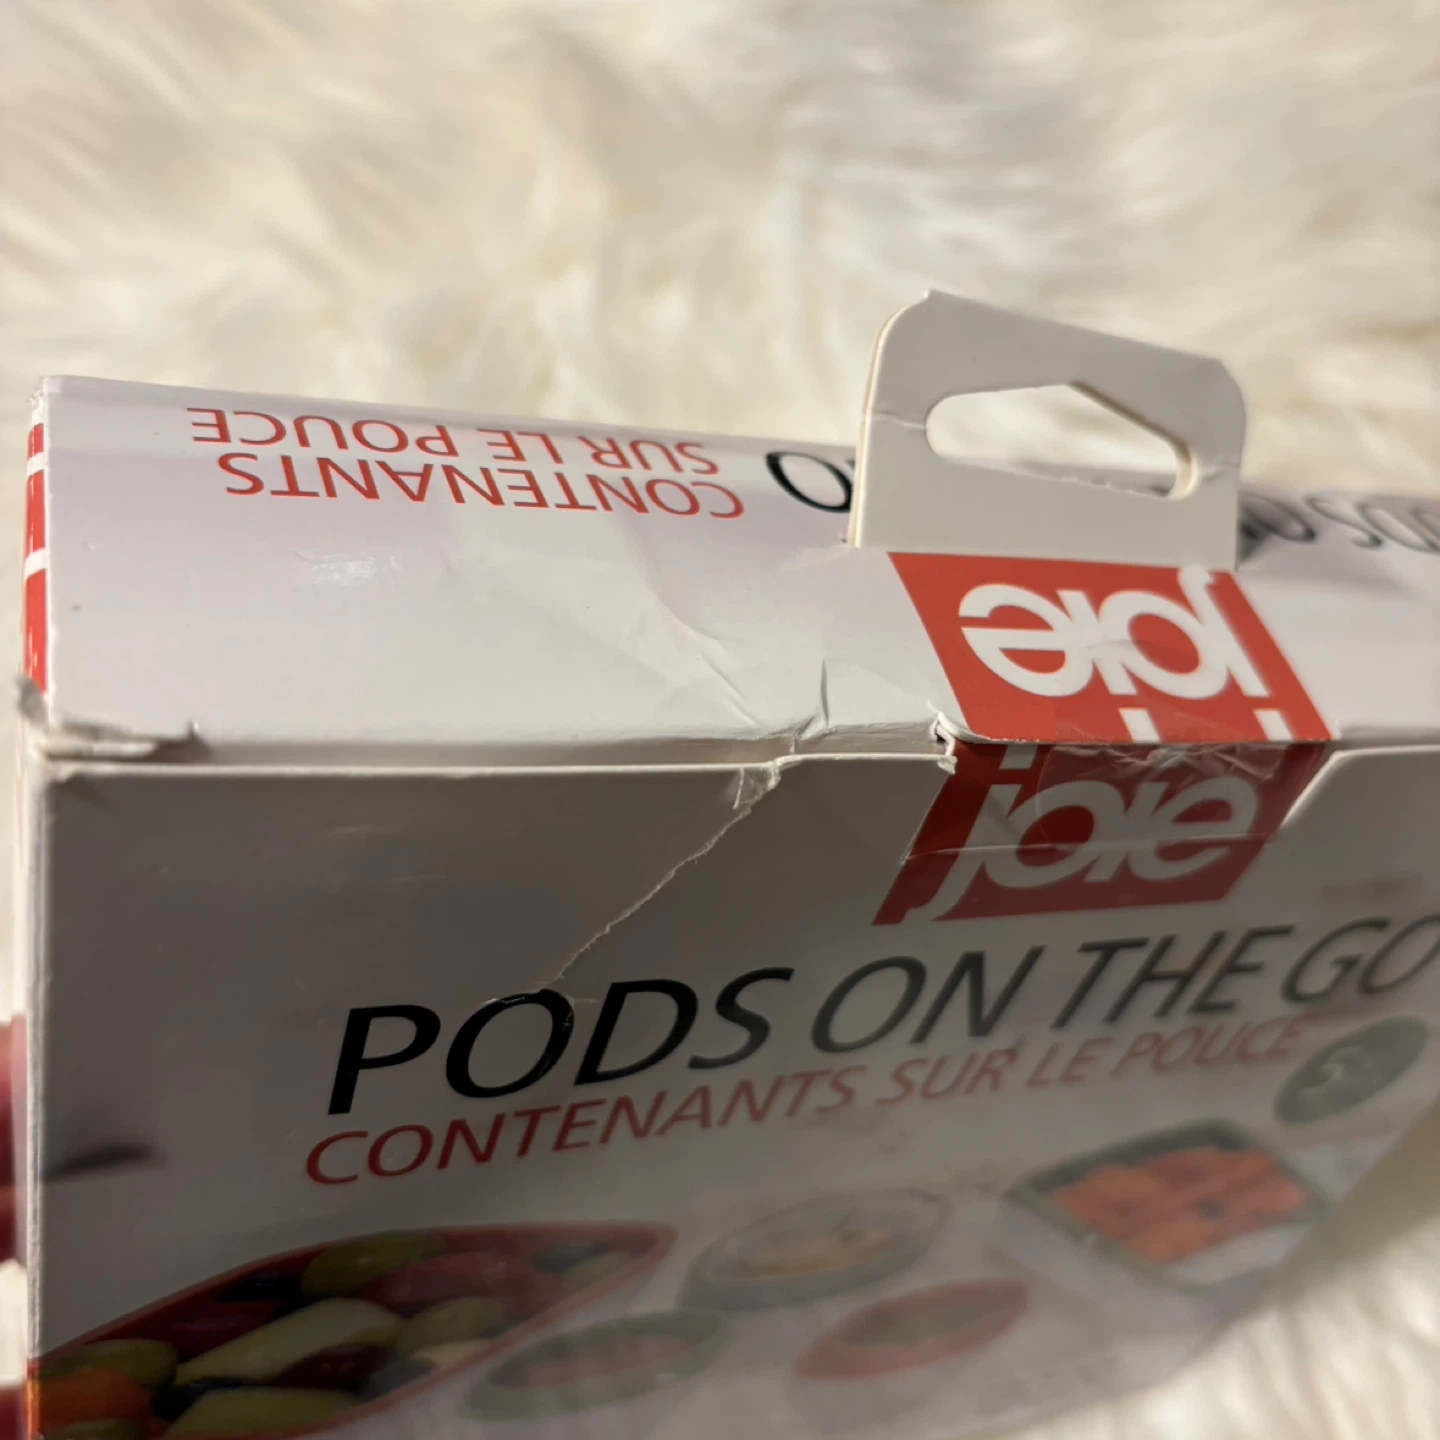 CONTENANTS
SUR LE POUCE
joie
joie
PODS ON THE GO
CONTENANTS SUR LE POUCE